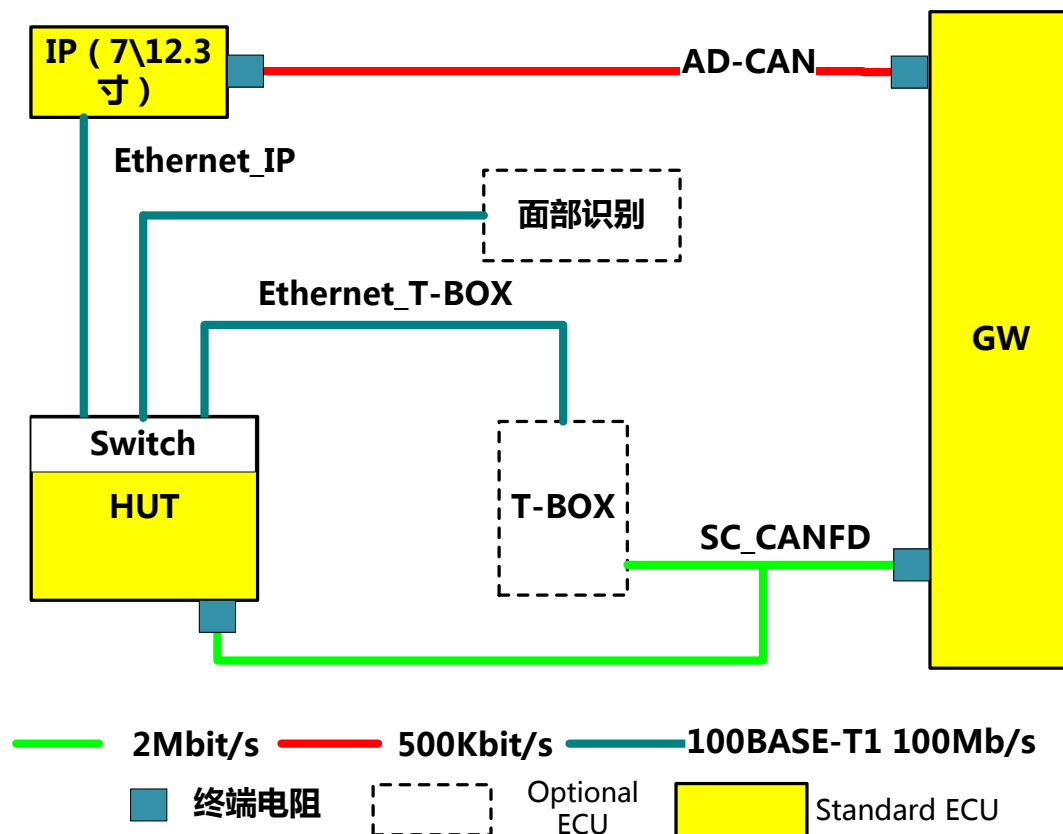 IP（7\12.3
寸）
AD-CAN
Ethernet_IP
面部识别
Ethernet_T-BOX
GW
Switch
HUT
T-BOX
SC_CANFD
2Mbit/s
500Kbit/s
100BASE-T1 100Mb/s
终端电阻
Optional
ECU
Standard ECU